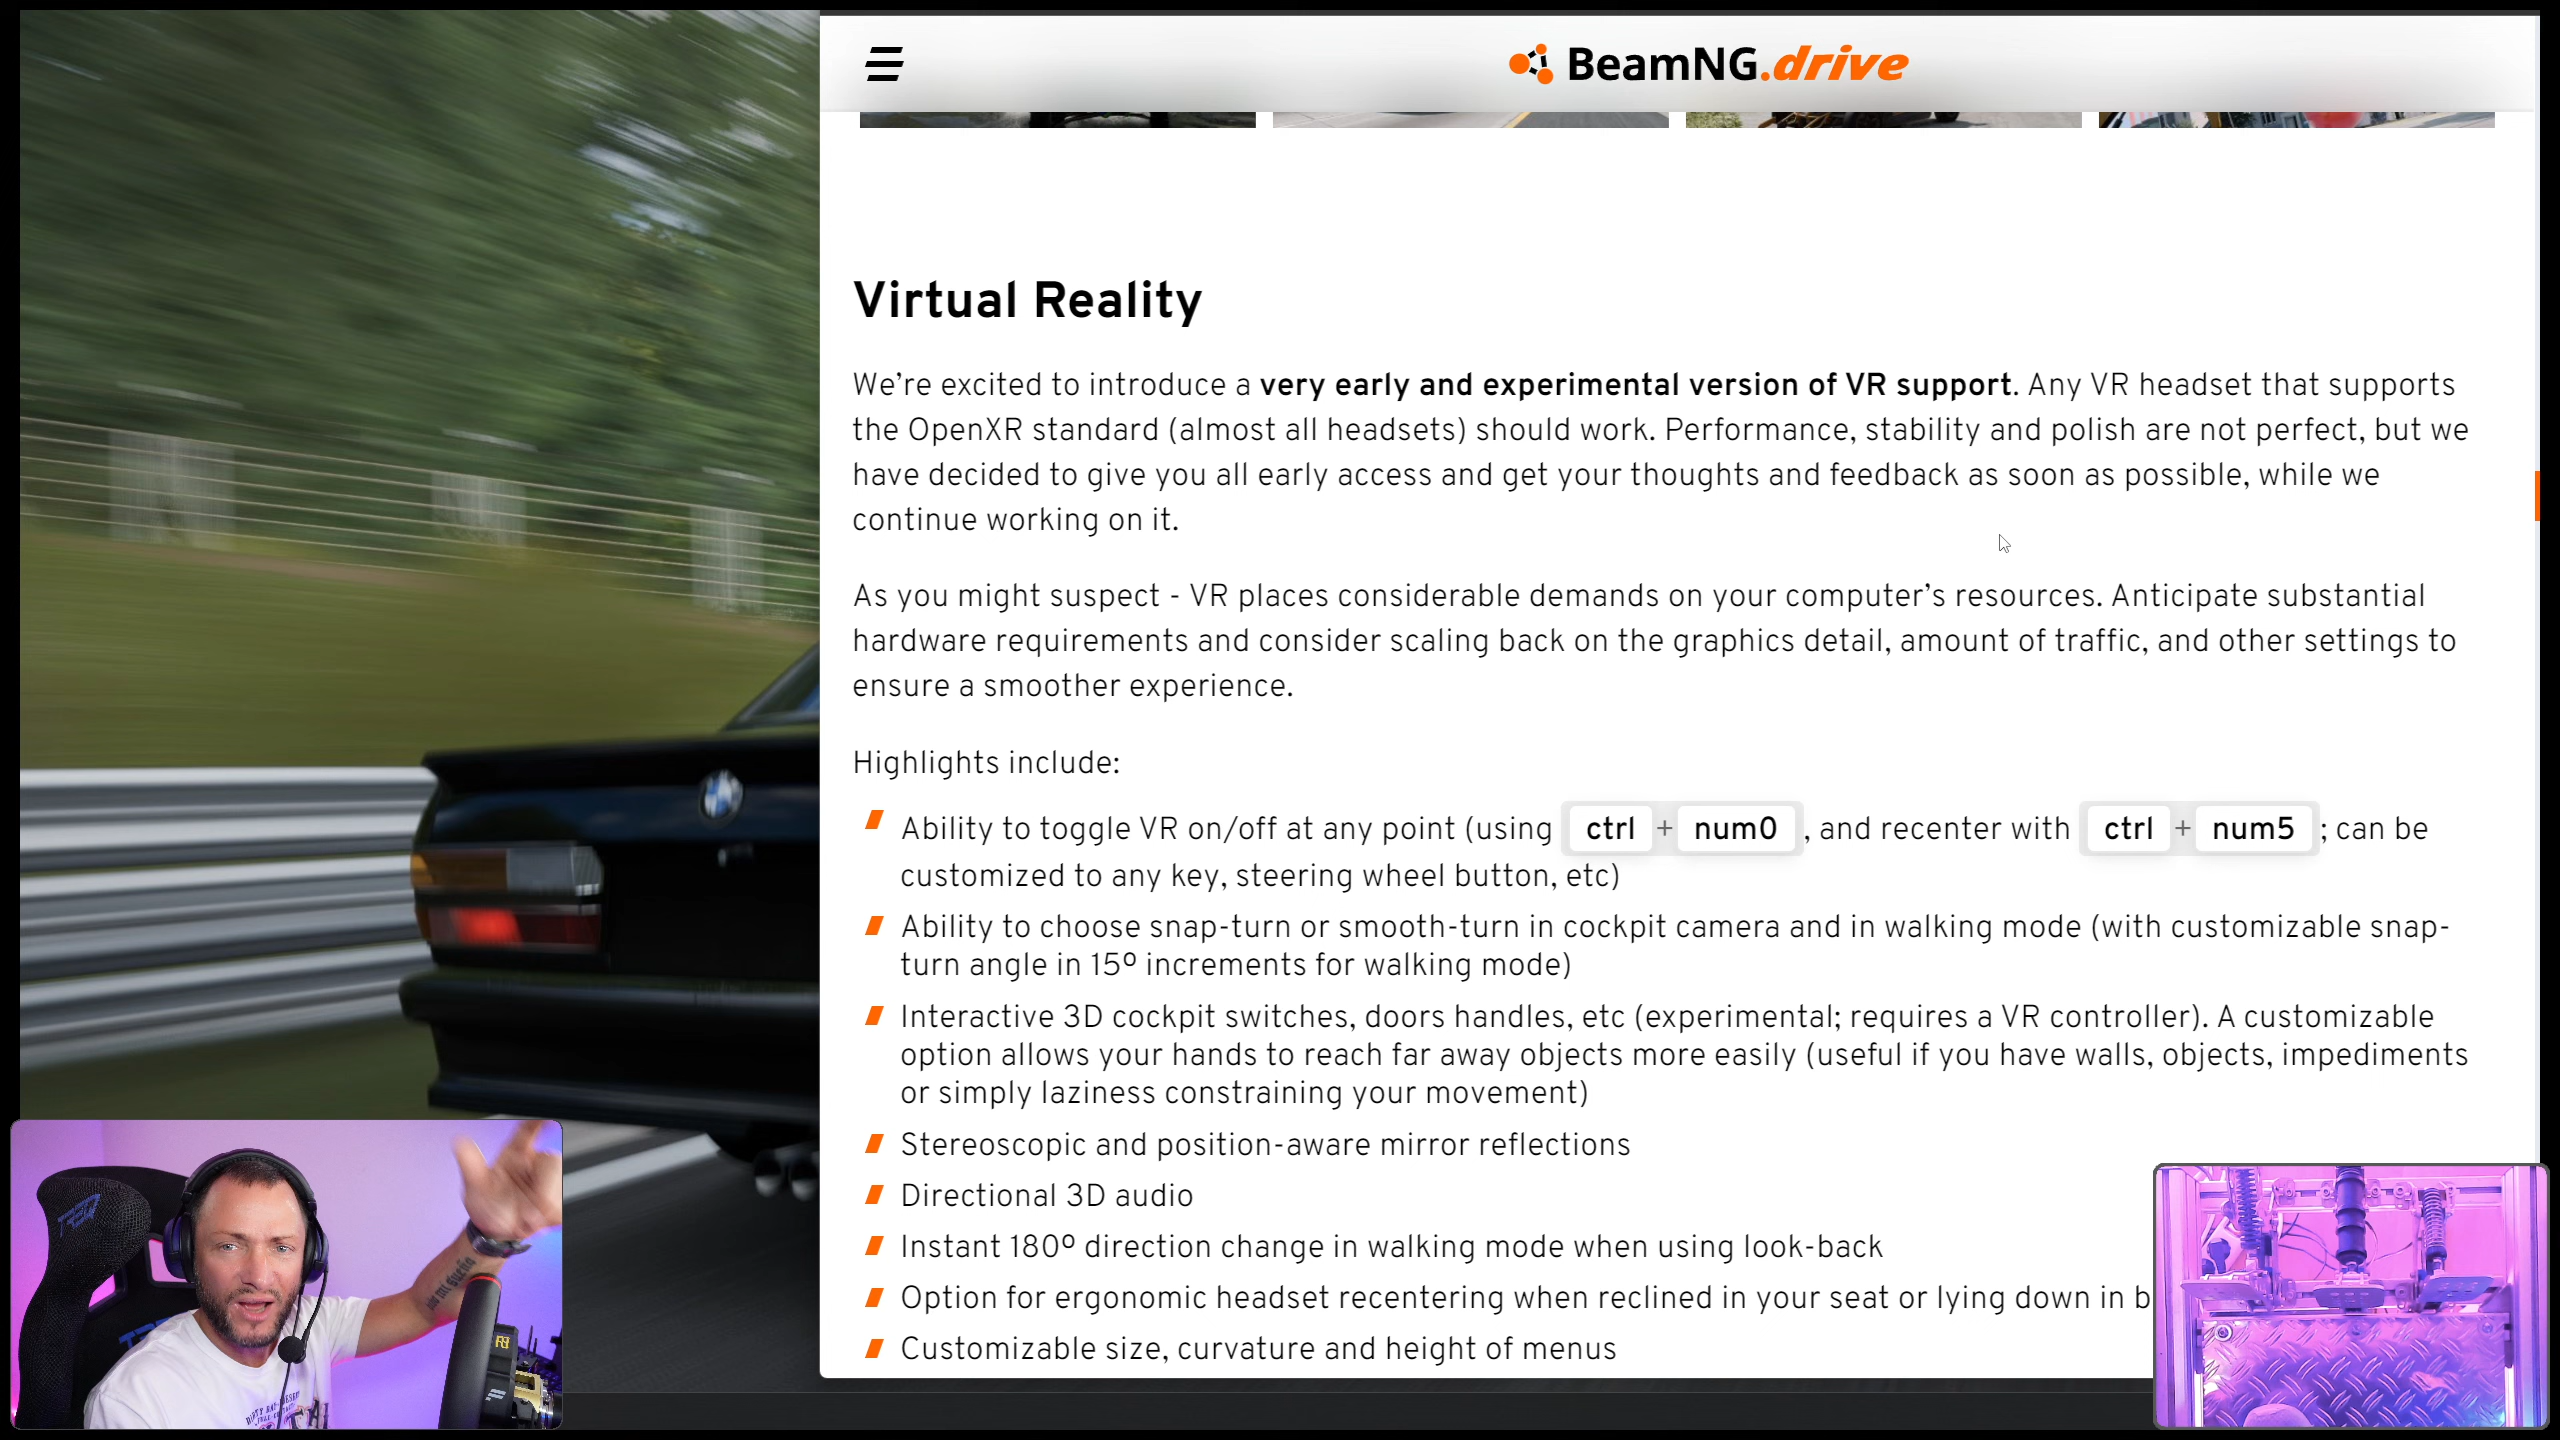 BeamNG.drive
Virtual Reality
We're excited to introduce a very early and experimental version of VR support. Any VR headset that supports
the OpenXR standard (almost all headsets) should work. Performance, stability and polish are not perfect, but we
have decided to give you all early access and get your thoughts and feedback as soon as possible, while we
continue working on it.
As you might suspect - VR places considerable demands on your computer's resources. Anticipate substantial
hardware requirements and consider scaling back on the graphics detail, amount of traffic, and other settings to
ensure a smoother experience.
Highlights include:
Ability to toggle VR on/off at any point (using ctrl + num0 , and recenter with ctrl + num5 ; can be
customized to any key, steering wheel button, etc)
Ability to choose snap-turn or smooth-turn in cockpit camera and in walking mode (with customizable snap-
turn angle in 15º increments for walking mode)
Interactive 3D cockpit switches, doors handles, etc (experimental; requires a VR controller). A customizable
option allows your hands to reach far away objects more easily (useful if you have walls, objects, impediments
or simply laziness constraining your movement)
Stereoscopic and position-aware mirror reflections
Directional 3D audio
Instant 180º direction change in walking mode when using look-back
Option for ergonomic headset recentering when reclined in your seat or lying down in b
Customizable size, curvature and height of menus